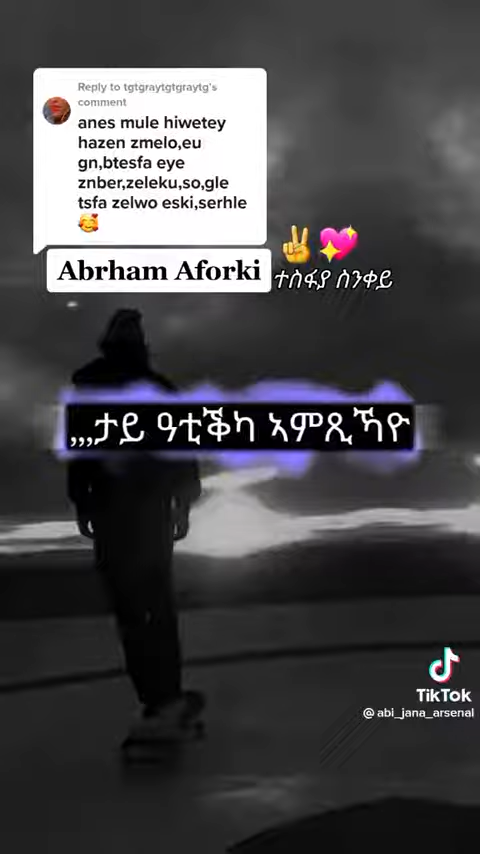 Reply to tgtgraytgtgraytg's
comment
anes mule hiwetey
hazen zmelo,eu
gn,btesfa eye
znber,zeleku,so,gle
tsfa zelwo eski,serhle
🥰
✌️💖
Abrham Aforki
ተስፋያ ስንቀይ
,,,ታይ ዓቲሹካ ኣምጺኻዮ
TikTok
@abi_jana_arsenal